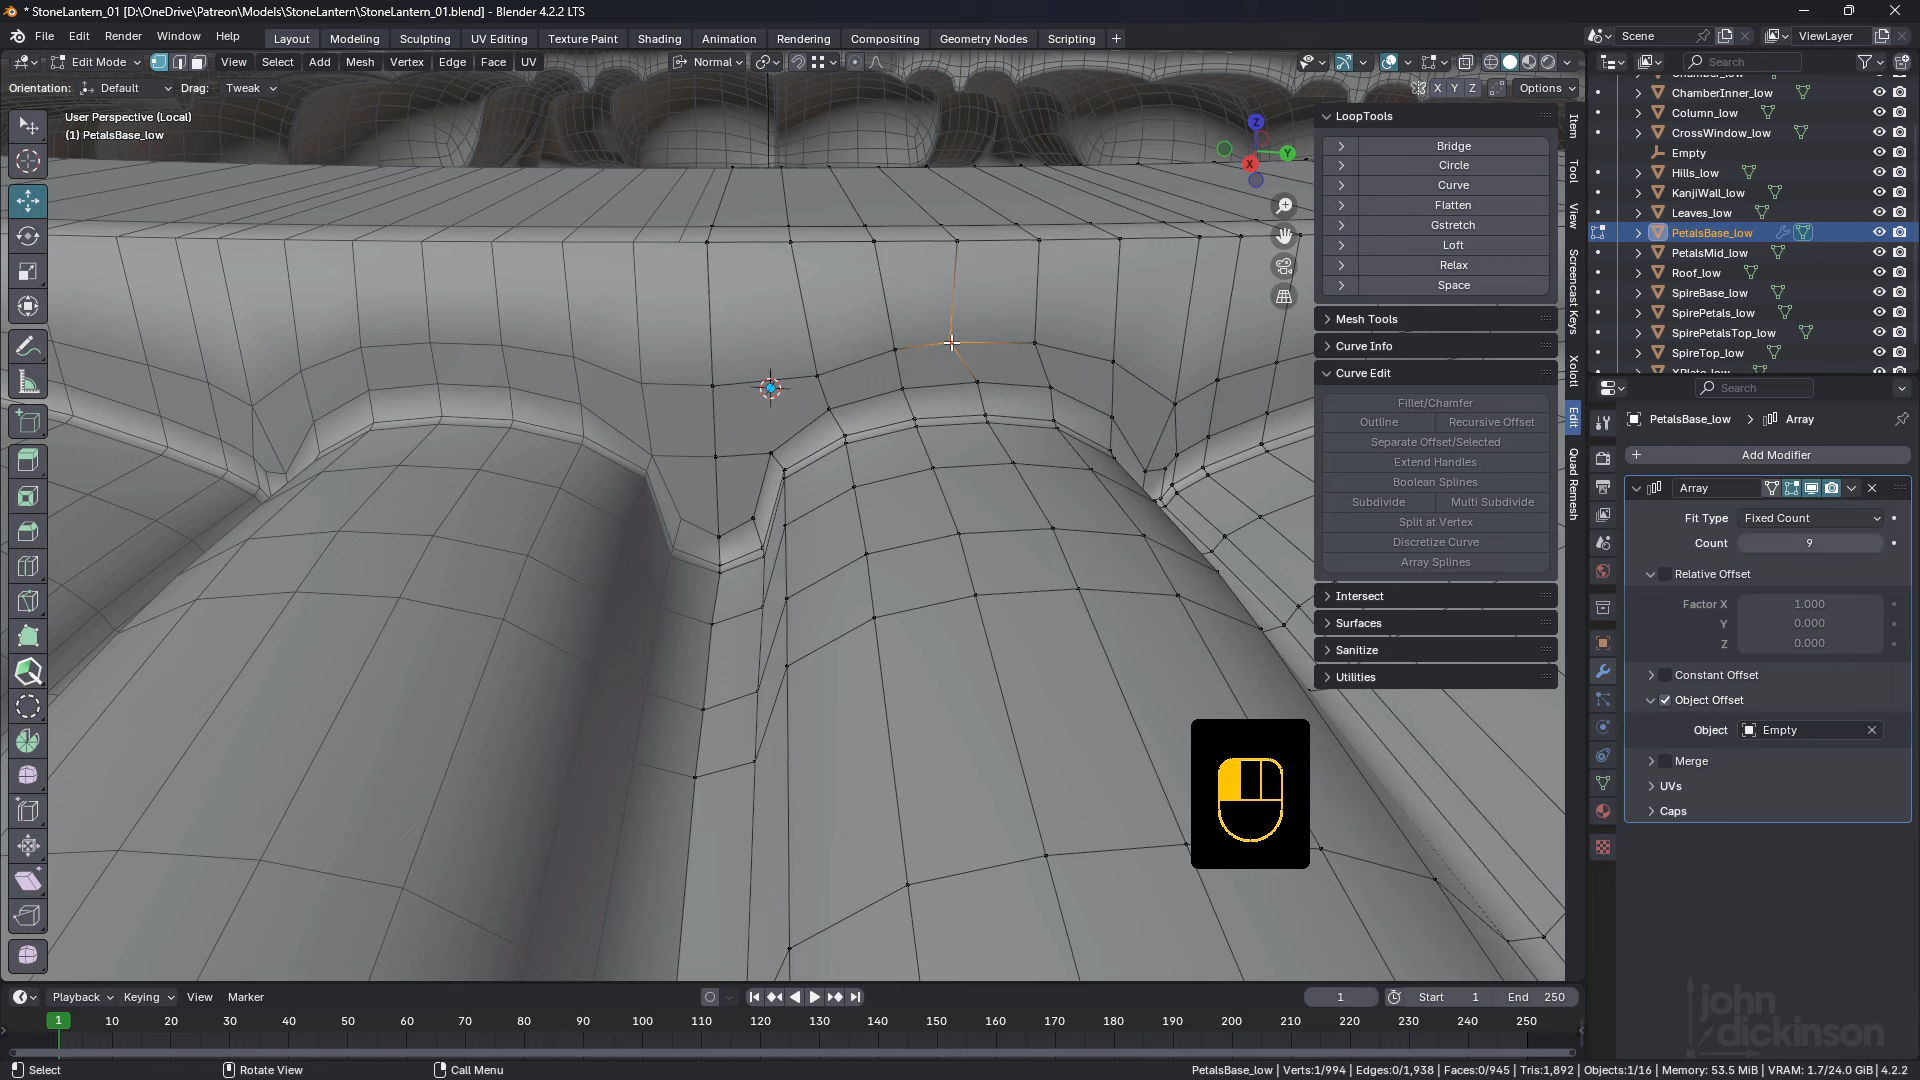 * StoneLantern_01 [D:\OneDrive\Patreon\Models\StoneLantern\StoneLantern_01.blend] - Blender 4.2.2 LTS
File Edit Render Window Help Layout Modeling Sculpting UV Editing Texture Paint Shading Animation Rendering Compositing Geometry Nodes Scripting + Scene ViewLayer
Edit Mode View Select Add Mesh Vertex Edge Face UV Normal Search
Orientation: Default Drag: Tweak X Y Z Options
User Perspective (Local)
(1) PetalsBase_low
Z
Y
X
LoopTools
Bridge
Circle
Curve
Flatten
Gstretch
Loft
Relax
Space
Mesh Tools
Curve Info
Curve Edit
Fillet/Chamfer
Outline Recursive Offset
Separate Offset/Selected
Extend Handles
Boolean Splines
Subdivide Multi Subdivide
Split at Vertex
Discretize Curve
Array Splines
Intersect
Surfaces
Sanitize
Utilities
Item
Tool
View
Screencast Keys
Xolotl
Edit
Quad Remesh
ChamberInner_low
Column_low
CrossWindow_low
Empty
Hills_low
KanjiWall_low
Leaves_low
PetalsBase_low
PetalsMid_low
Roof_low
SpireBase_low
SpirePetals_low
SpirePetalsTop_low
SpireTop_low
Search
PetalsBase_low > Array
+ Add Modifier
Array
Fit Type Fixed Count
Count 9
Relative Offset
Factor X 1.000
Y 0.000
Z 0.000
Constant Offset
Object Offset
Object Empty
Merge
UVs
Caps
john
dickinson
Playback Keying View Marker 1 Start 1 End 250
1 10 20 30 40 50 60 70 80 90 100 110 120 130 140 150 160 170 180 190 200 210 220 230 240 250
Select Rotate View Call Menu PetalsBase_low | Verts:1/994 | Edges:0/1,938 | Faces:0/945 | Tris:1,892 | Objects:1/16 | Memory: 53.5 MiB | VRAM: 1.7/24.0 GiB | 4.2.2